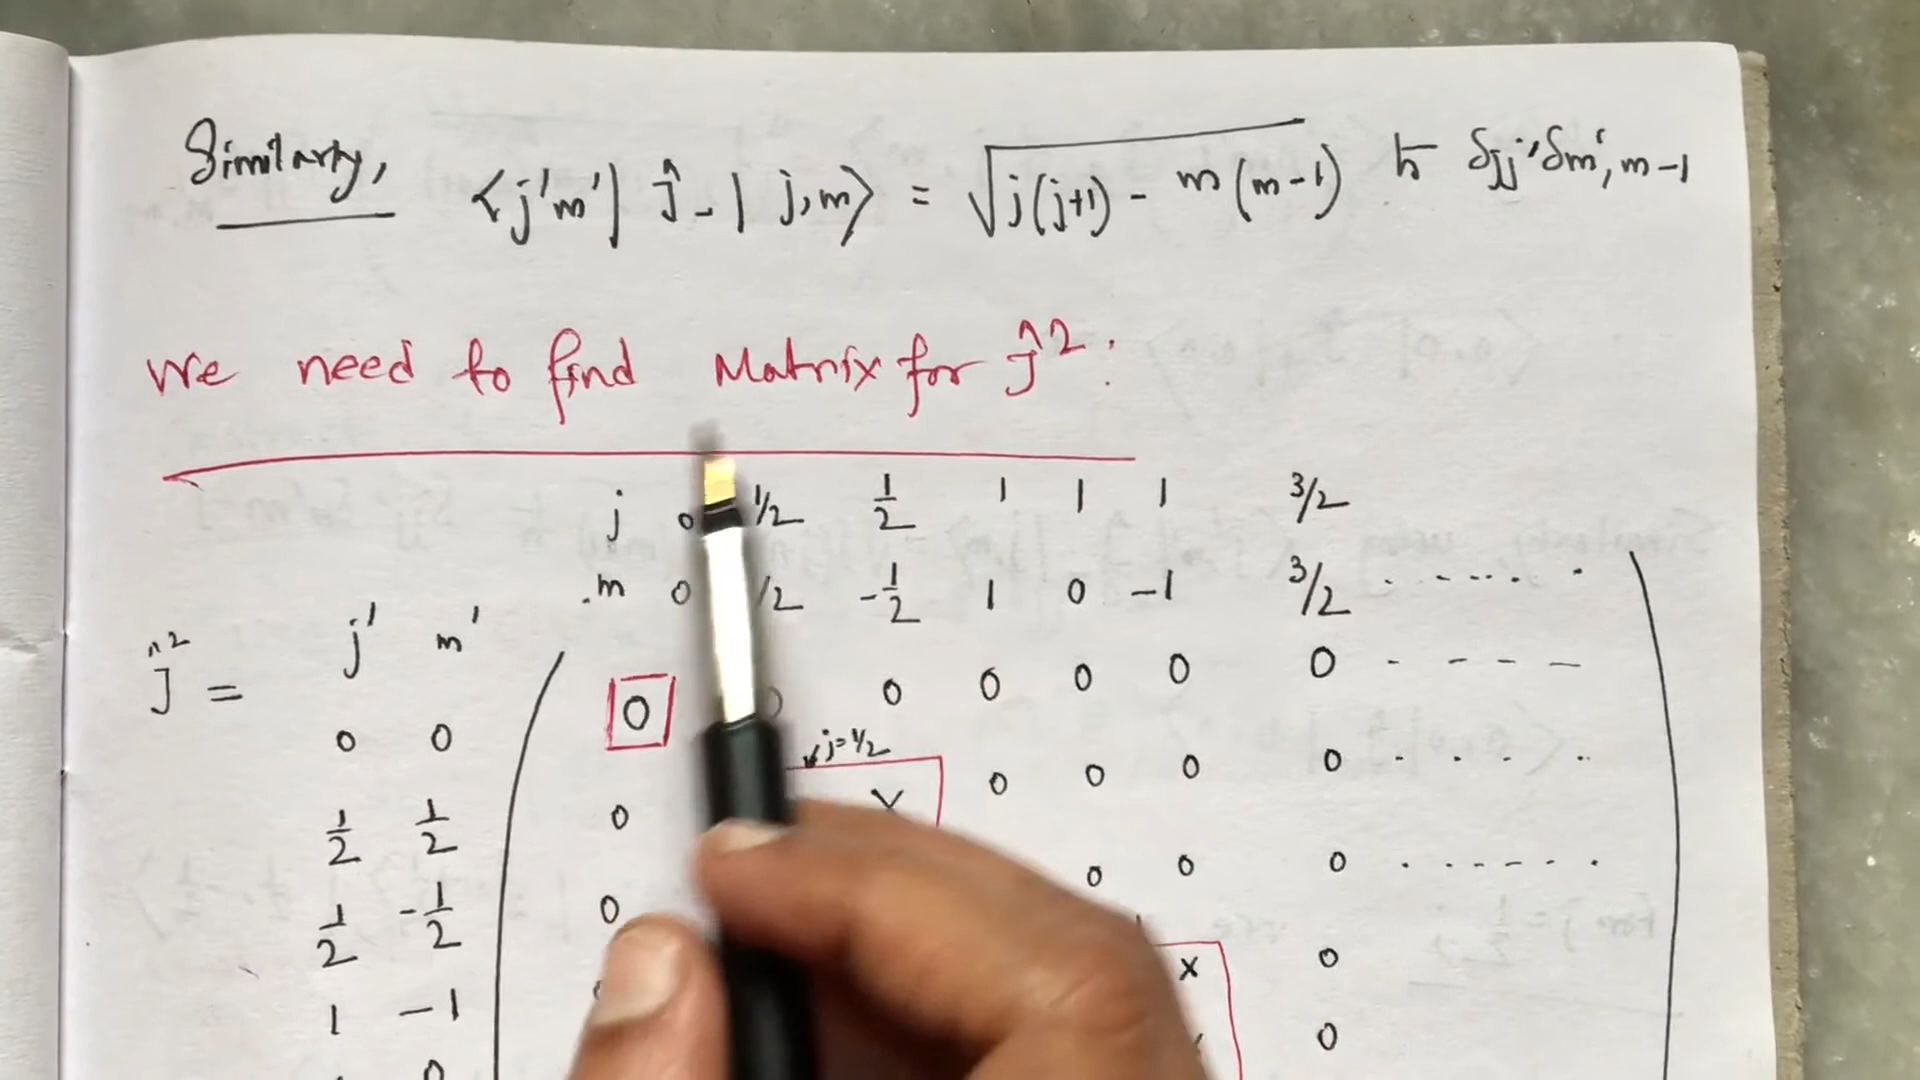 Similarly, <j'm'| Ĵ_- | j,m> = √(j(j+1) - m(m-1)) ħ δjj' δm',m-1
We need to find Matrix for Ĵ²:
j 0 1/2 1/2 1 1 1 3/2
m 0 1/2 -1/2 1 0 -1 3/2 ......
Ĵ² = j' m'
0 0 0 0 0 0 0 0 0 - - - -
j=1/2
1/2 1/2 0 0 0 0 0 . . . .
1/2 -1/2 0 0 0 0 ......
1 -1 x 0
0 0